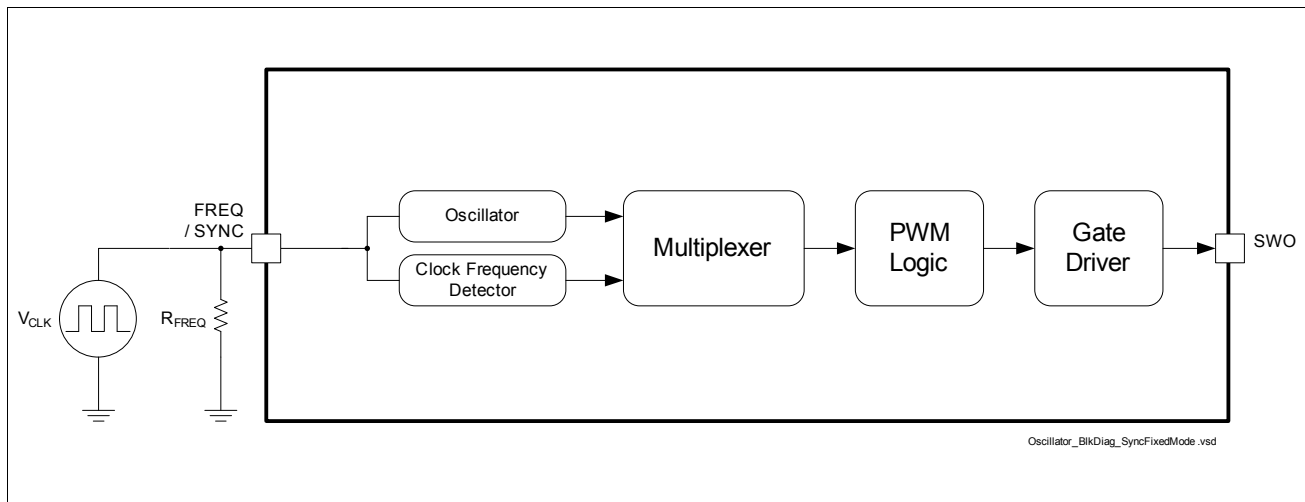 FREQ
/ SYNC
V_CLK
R_FREQ
Oscillator
Clock Frequency
Detector
Multiplexer
PWM
Logic
Gate
Driver
SWO
Oscillator_BlkDiag_SyncFixedMode.vsd